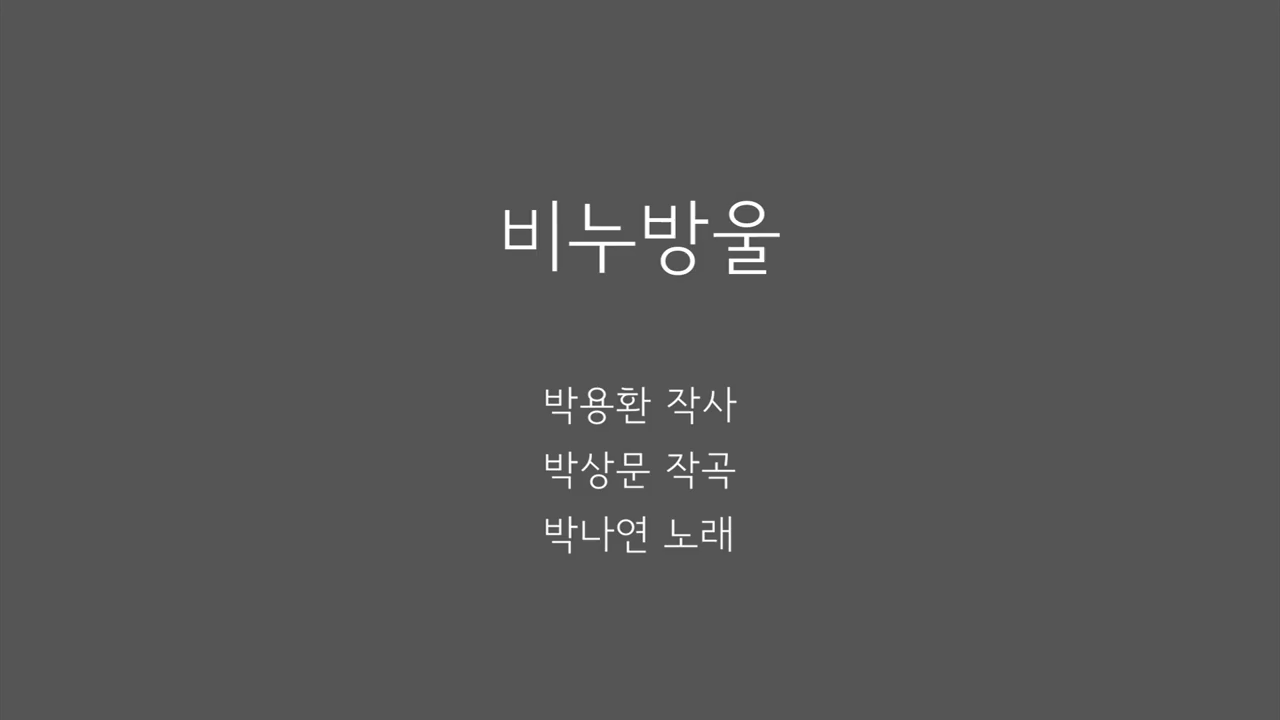 비누방울
박용환 작사
박상문 작곡
박나연 노래